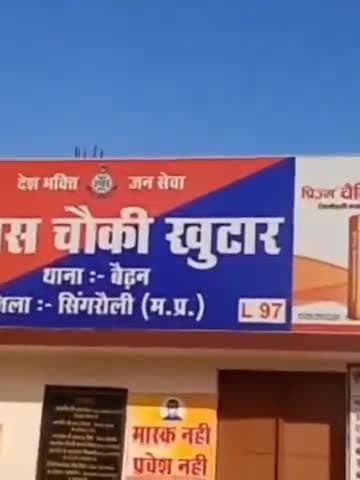 देश भक्ति जन सेवा
स चौकी खुटार
थाना :- बैढ़न
ला :- सिंगरौली (म.प्र.)
L 97
प्रिज्म
मास्क नही
प्रवेश नही